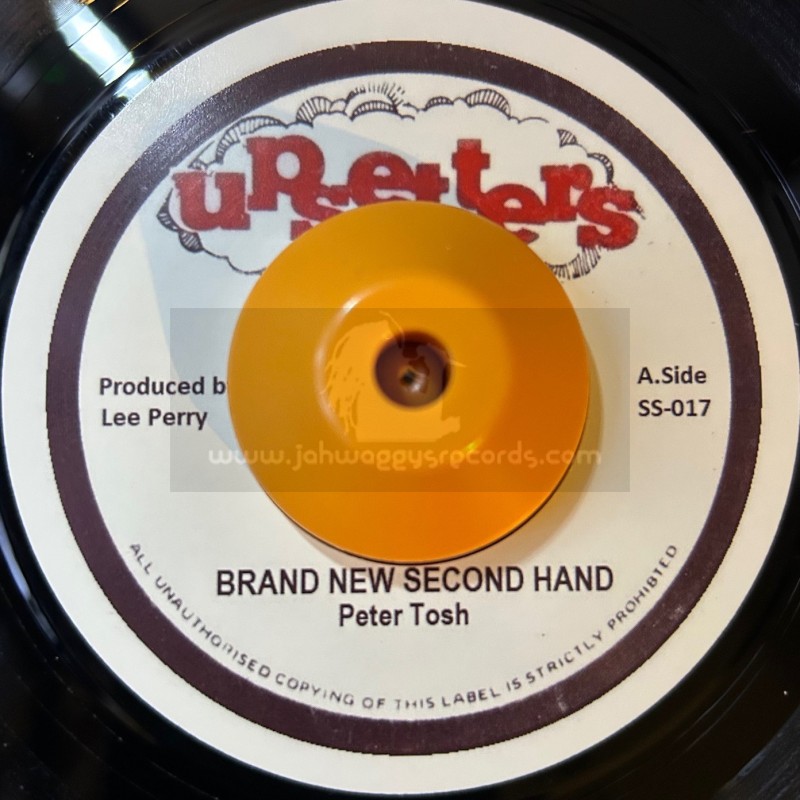 upsetters
Produced b
Lee Perry
A.Side
SS-017
www.jahwaggysrecords.com
BRAND NEW SECOND HAND
Peter Tosh
ALL UNAUTHORISED COPYING OF THIS LABEL IS STRICTLY PROHIBITED